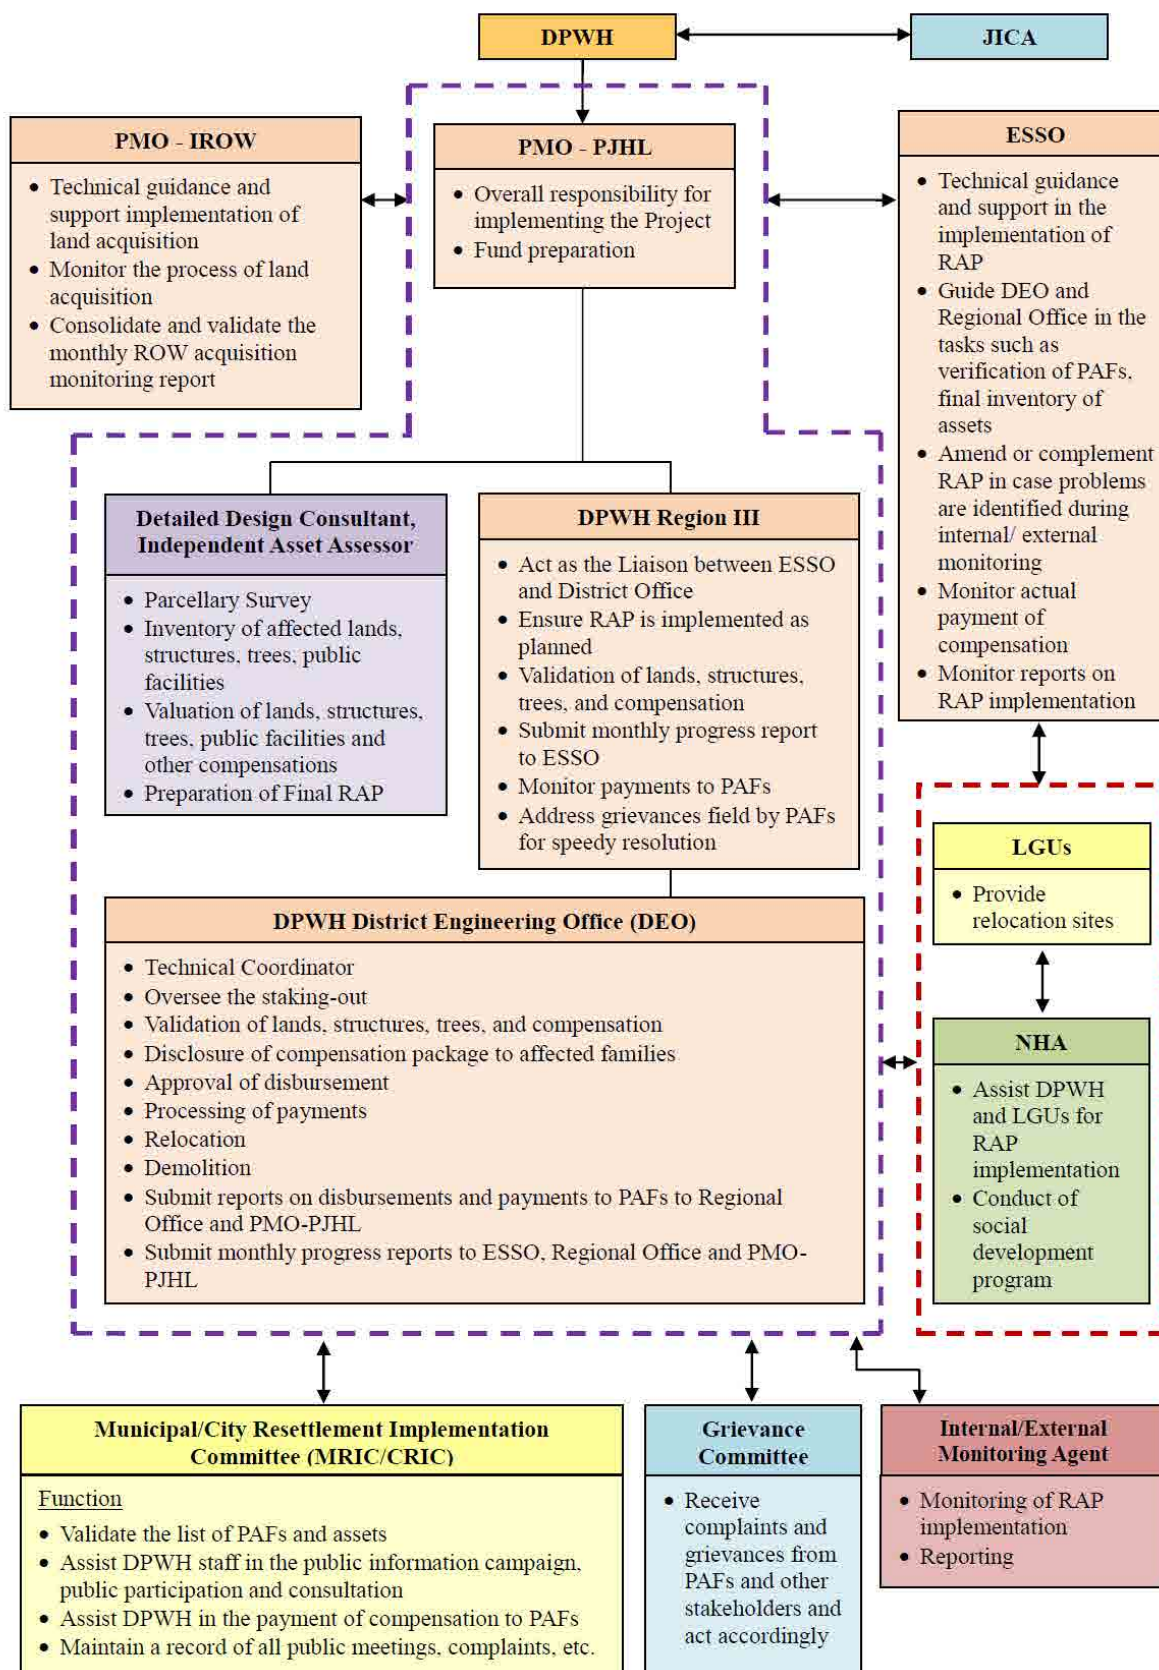 DPWH
JICA
PMO - IROW
• Technical guidance and
support implementation of
land acquisition
• Monitor the process of land
acquisition
• Consolidate and validate the
monthly ROW acquisition
monitoring report
PMO - PJHL
• Overall responsibility for
implementing the Project
• Fund preparation
ESSO
• Technical guidance
and support in the
implementation of
RAP
• Guide DEO and
Regional Office in the
tasks such as
verification of PAFs,
final inventory of
assets
• Amend or complement
RAP in case problems
are identified during
internal/ external
monitoring
• Monitor actual
payment of
compensation
• Monitor reports on
RAP implementation
Detailed Design Consultant,
Independent Asset Assessor
• Parcellary Survey
• Inventory of affected lands,
structures, trees, public
facilities
• Valuation of lands, structures,
trees, public facilities and
other compensations
• Preparation of Final RAP
DPWH Region III
• Act as the Liaison between ESSO
and District Office
• Ensure RAP is implemented as
planned
• Validation of lands, structures,
trees, and compensation
• Submit monthly progress report
to ESSO
• Monitor payments to PAFs
• Address grievances field by PAFs
for speedy resolution
LGUs
• Provide
relocation sites
DPWH District Engineering Office (DEO)
• Technical Coordinator
• Oversee the staking-out
• Validation of lands, structures, trees, and compensation
• Disclosure of compensation package to affected families
• Approval of disbursement
• Processing of payments
• Relocation
• Demolition
• Submit reports on disbursements and payments to PAFs to Regional
Office and PMO-PJHL
• Submit monthly progress reports to ESSO, Regional Office and PMO-
PJHL
NHA
• Assist DPWH
and LGUs for
RAP
implementation
• Conduct of
social
development
program
Municipal/City Resettlement Implementation
Committee (MRIC/CRIC)
Function
• Validate the list of PAFs and assets
• Assist DPWH staff in the public information campaign,
public participation and consultation
• Assist DPWH in the payment of compensation to PAFs
• Maintain a record of all public meetings, complaints, etc.
Grievance
Committee
• Receive
complaints and
grievances from
PAFs and other
stakeholders and
act accordingly
Internal/External
Monitoring Agent
• Monitoring of RAP
implementation
• Reporting